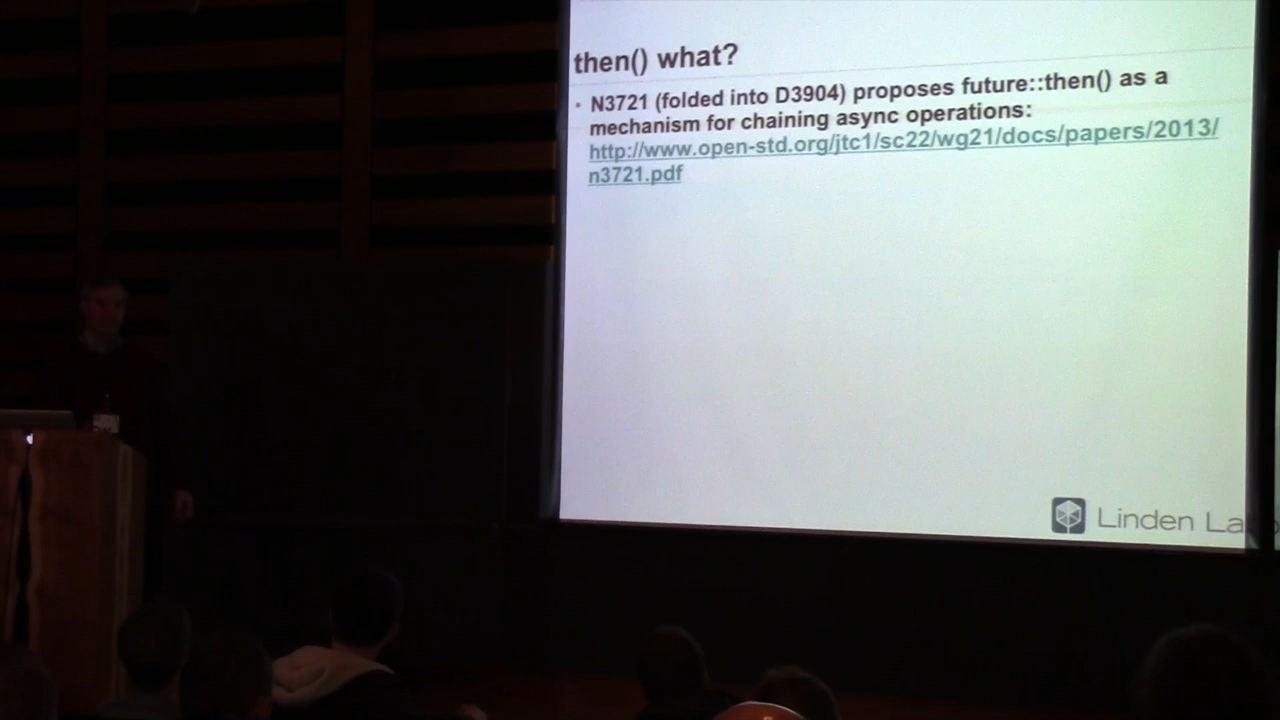 then() what?
• N3721 (folded into D3904) proposes future::then() as a
mechanism for chaining async operations:
http://www.open-std.org/jtc1/sc22/wg21/docs/papers/2013/
n3721.pdf
Linden La